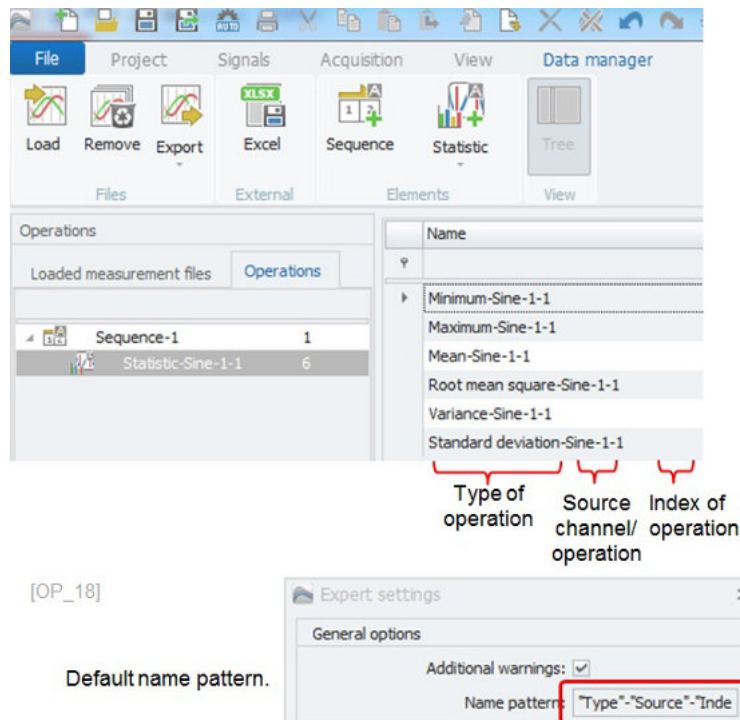 AUTO
File Project Signals Acquisition View Data manager
XLSX
Load Remove Export Excel Sequence Statistic Tree
Files External Elements View
Operations
Name
Loaded measurement files Operations
Minimum-Sine-1-1
Maximum-Sine-1-1
Sequence-1 1
Mean-Sine-1-1
Statistic-Sine-1-1 6
Root mean square-Sine-1-1
Variance-Sine-1-1
Standard deviation-Sine-1-1
Type of operation
Source channel/ operation
Index of operation
[OP_18]
Expert settings
General options
Additional warnings:
Default name pattern.
Name pattern: "Type"-"Source"-"Inde